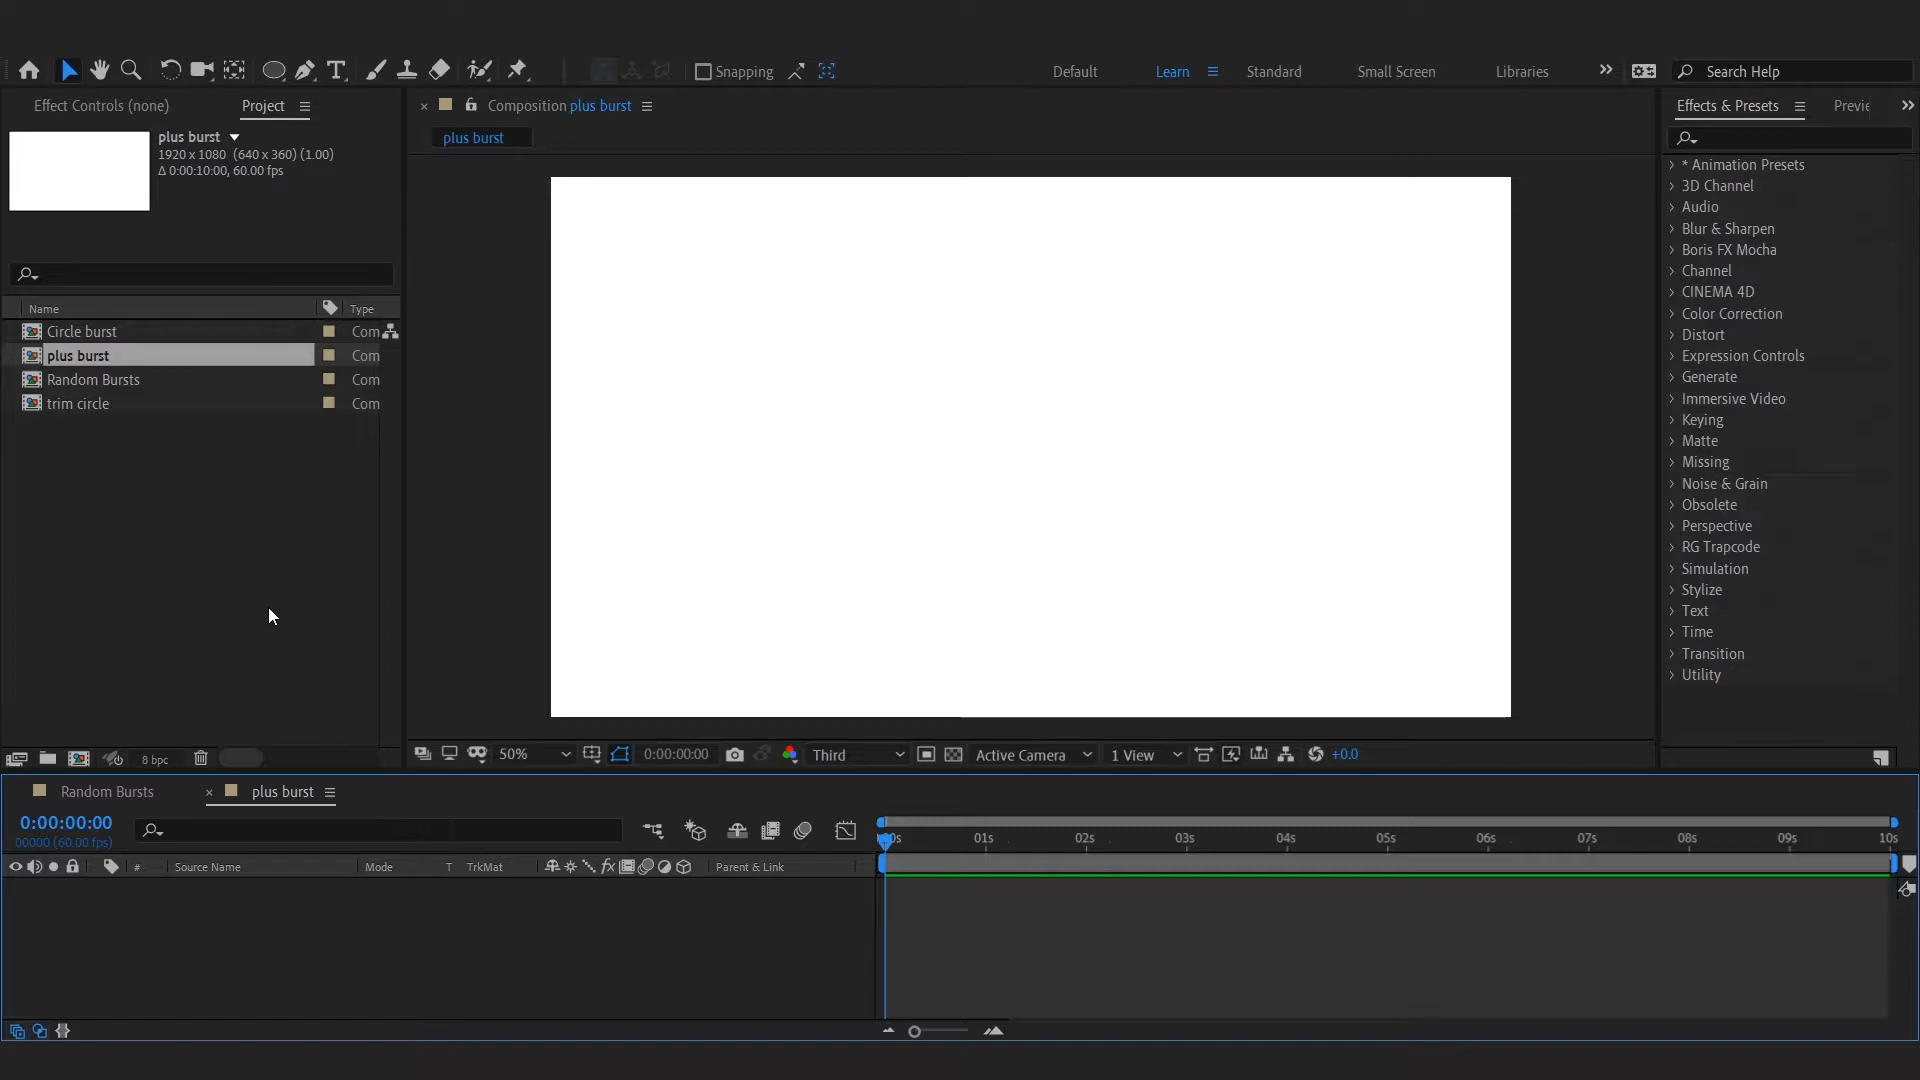 Snapping
Default
Learn
Standard
Small Screen
Libraries
Search Help
Effect Controls (none)
Project
Composition plus burst
Effects & Presets
Previe
plus burst
plus burst
1920 x 1080 (640 x 360) (1.00)
Δ 0:00:10:00, 60.00 fps
* Animation Presets
3D Channel
Audio
Blur & Sharpen
Boris FX Mocha
Channel
CINEMA 4D
Color Correction
Distort
Expression Controls
Generate
Immersive Video
Keying
Matte
Missing
Noise & Grain
Obsolete
Perspective
RG Trapcode
Simulation
Stylize
Text
Time
Transition
Utility
Name Type
Circle burst Com
plus burst Com
Random Bursts Com
trim circle Com
8 bpc
50%
0:00:00:00
Third
Active Camera
1 View
+0.0
Random Bursts
plus burst
0:00:00:00
00000 (60.00 fps)
01s 02s 03s 04s 05s 06s 07s 08s 09s 10s
# Source Name Mode T TrkMat fx Parent & Link